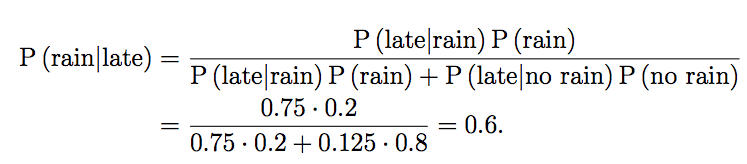 P (rain|late) = P (late|rain) P (rain) / P (late|rain) P (rain) + P (late|no rain) P (no rain)
= 0.75 · 0.2 / 0.75 · 0.2 + 0.125 · 0.8 = 0.6.